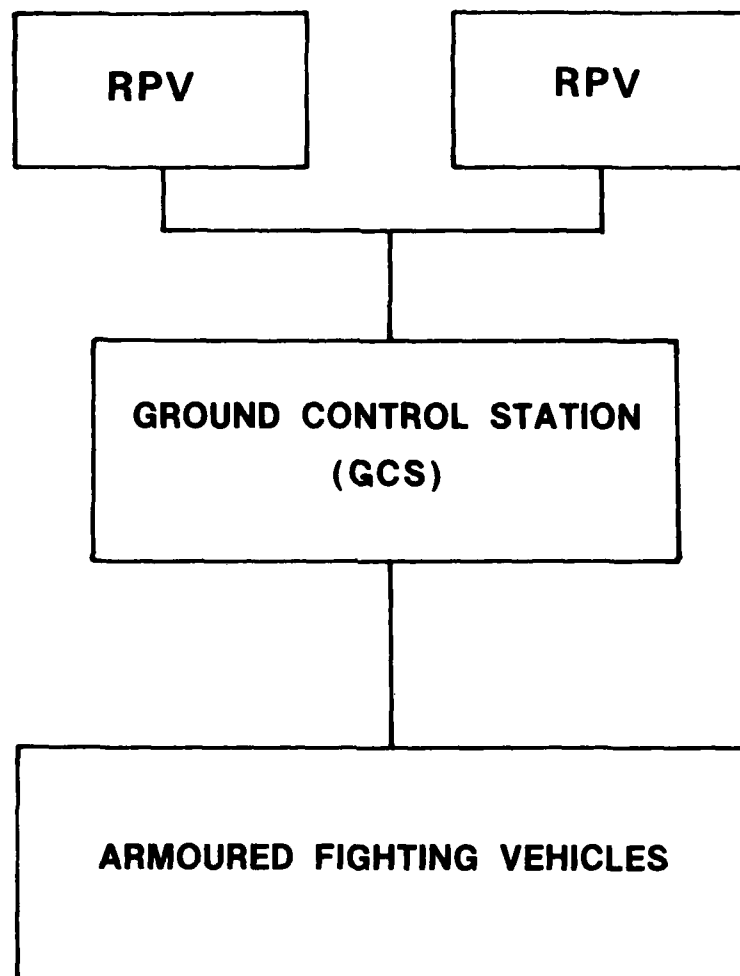 RPV
RPV
GROUND CONTROL STATION
(GCS)
ARMOURED FIGHTING VEHICLES